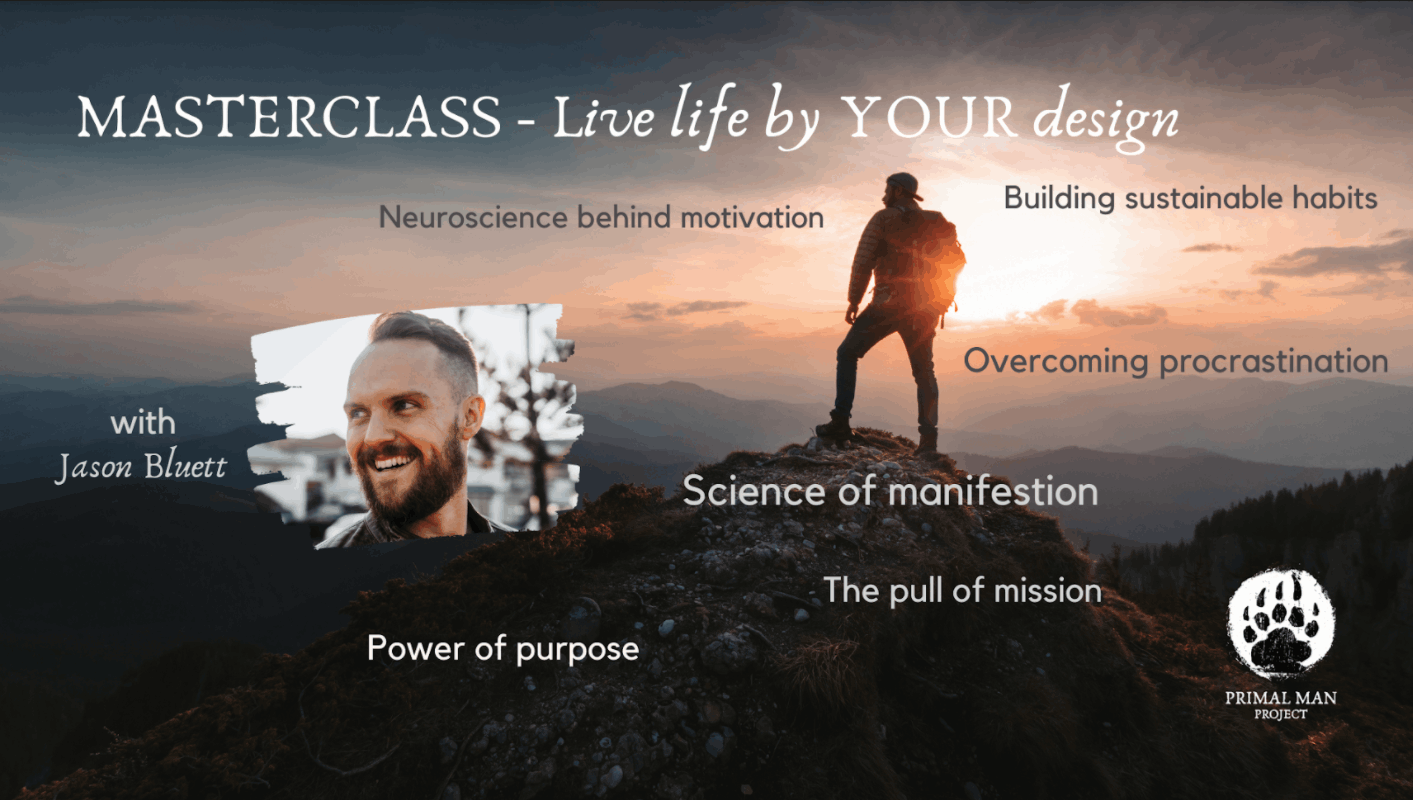 MASTERCLASS - Live life by YOUR design
Building sustainable habits
Neuroscience behind motivation
Overcoming procrastination
with
Jason Bluett
Science of manifestion
The pull of mission
Power of purpose
PRIMAL MAN
PROJECT